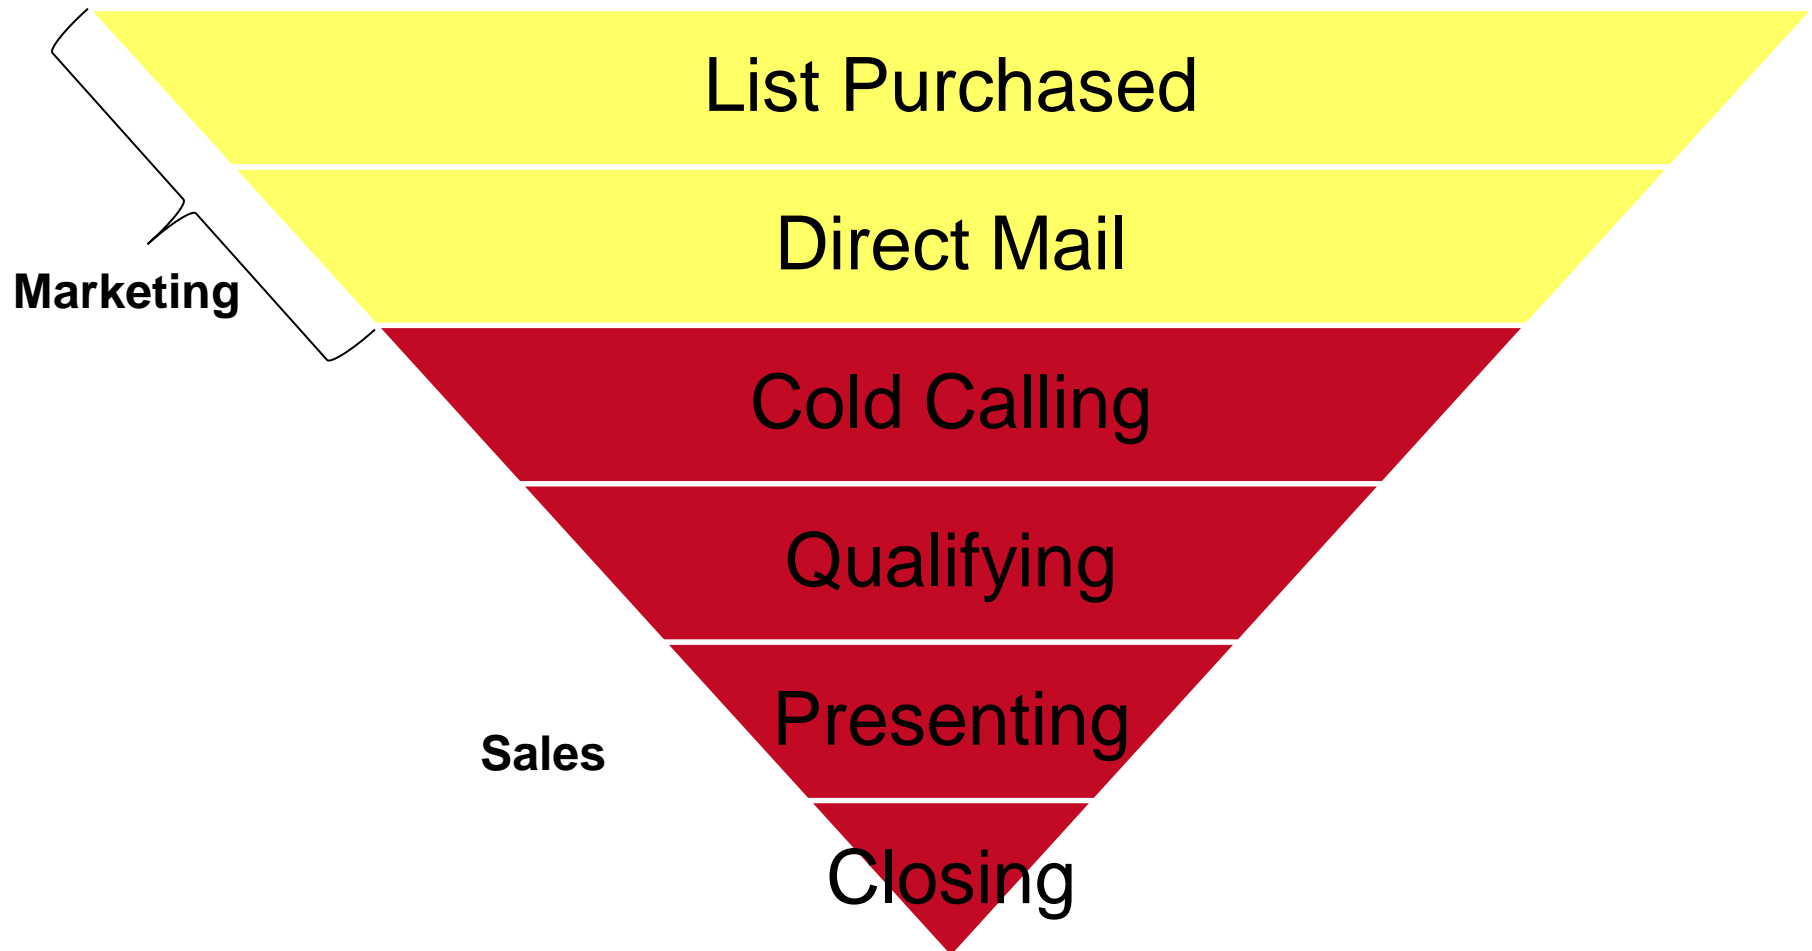 List Purchased
Direct Mail
Marketing
Cold Calling
Qualifying
Presenting
Sales
Closing